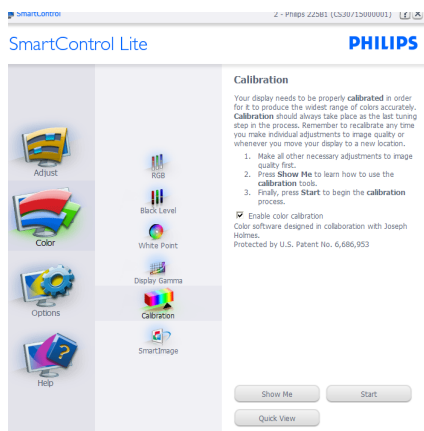 SmartControl
2 - Philips 225B1 (CS30715000001)
SmartControl Lite
PHILIPS
Adjust
Color
Options
Help
RGB
Black Level
White Point
Display Gamma
Calibration
SmartImage
Calibration
Your display needs to be properly calibrated in order
for it to produce the widest range of colors accurately.
Calibration should always take place as the last tuning
step in the process. Remember to recalibrate any time
you make individual adjustments to image quality or
whenever you move your display to a new location.
1. Make all other necessary adjustments to image
quality first.
2. Press Show Me to learn how to use the
calibration tools.
3. Finally, press Start to begin the calibration
process.
Enable color calibration
Color software designed in collaboration with Joseph
Holmes.
Protected by U.S. Patent No. 6,686,953
Show Me
Start
Quick View